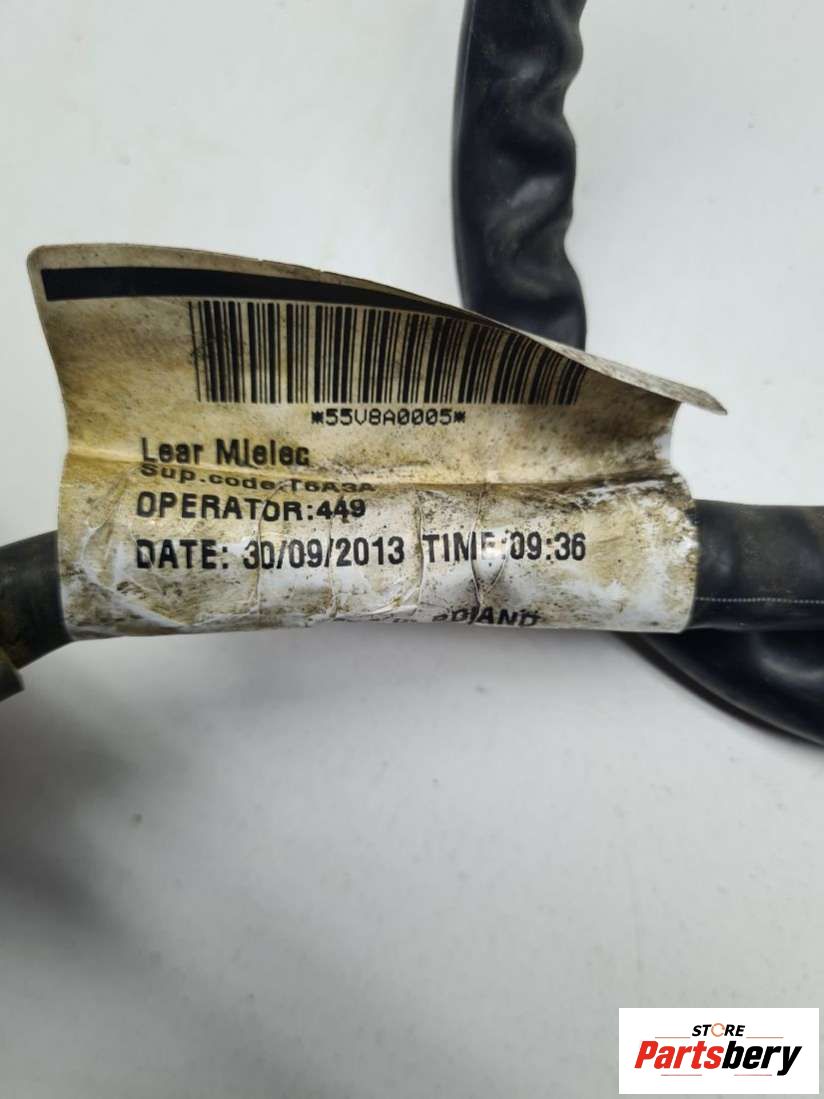 *55V8A0005*
Lear Mielec
Sup.code:T6A3A
OPERATOR:449
DATE: 30/09/2013 TIME:09:36
STORE
Partsbery